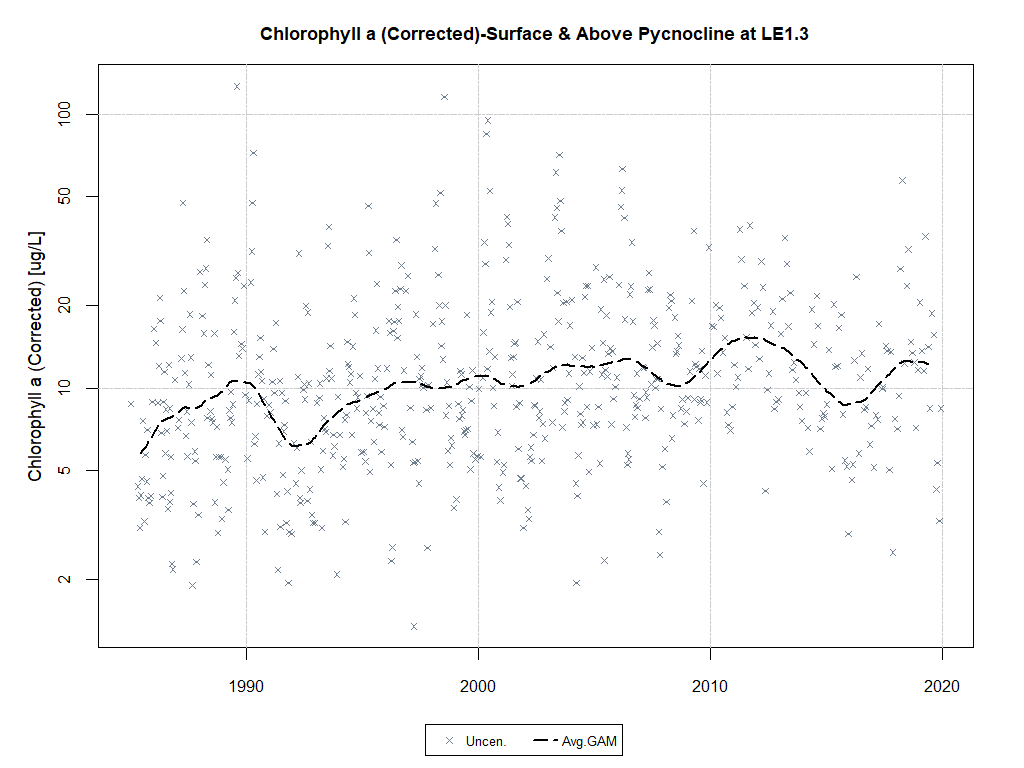 Chlorophyll a (Corrected)-Surface & Above Pycnocline at LE1.3
Chlorophyll a (Corrected) [ug/L]
100
50
20
10
5
2
1990
2000
2010
2020
Uncen.
Avg.GAM